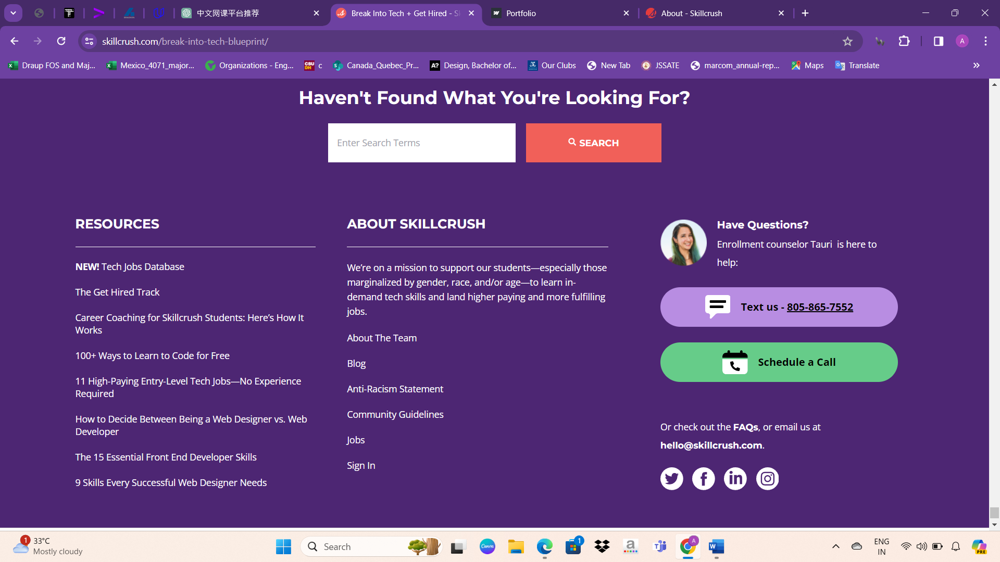 中文网课平台推荐
Break Into Tech + Get Hired - Sk
Portfolio
About - Skillcrush
skillcrush.com/break-into-tech-blueprint/
A
Draup FOS and Maj...
Mexico_4071_major...
Organizations - Eng...
CSU DH
c
Canada_Quebec_Pr...
A?
Design, Bachelor of...
Our Clubs
New Tab
JSSATE
marcom_annual-rep...
Maps
Translate
Haven't Found What You're Looking For?
Enter Search Terms
SEARCH
RESOURCES
NEW! Tech Jobs Database
The Get Hired Track
Career Coaching for Skillcrush Students: Here’s How It
Works
100+ Ways to Learn to Code for Free
11 High-Paying Entry-Level Tech Jobs—No Experience
Required
How to Decide Between Being a Web Designer vs. Web
Developer
The 15 Essential Front End Developer Skills
9 Skills Every Successful Web Designer Needs
ABOUT SKILLCRUSH
We’re on a mission to support our students—especially those
marginalized by gender, race, and/or age—to learn in-
demand tech skills and land higher paying and more fulfilling
jobs.
About The Team
Blog
Anti-Racism Statement
Community Guidelines
Jobs
Sign In
Have Questions?
Enrollment counselor Tauri is here to
help:
Text us - 805-865-7552
Schedule a Call
Or check out the FAQs, or email us at
hello@skillcrush.com.
1
33°C
Mostly cloudy
Search
Canva
1
a
A
W
ENG
IN
PRE